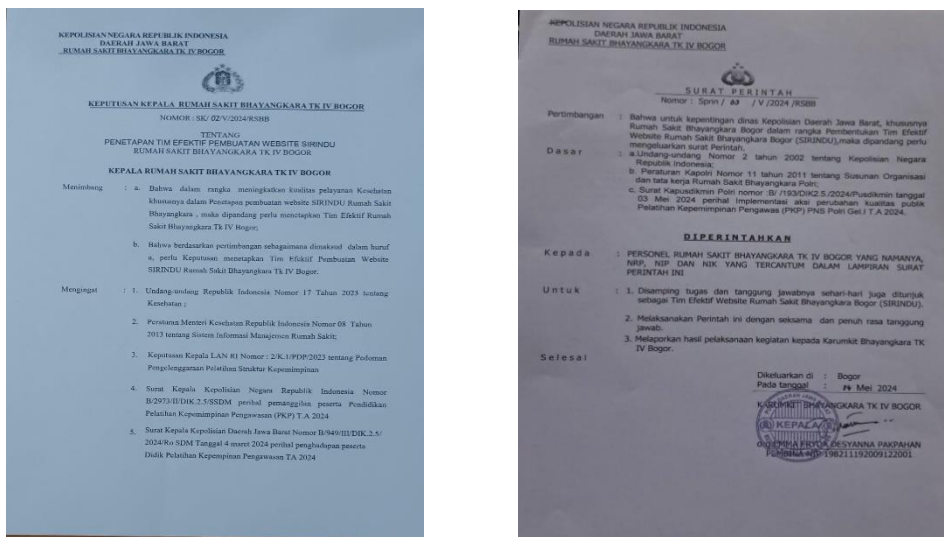 KEPOLISIAN NEGARA REPUBLIK INDONESIA
DAERAH JAWA BARAT
RUMAH SAKIT BHAYANGKARA TK IV BOGOR
KEPUTUSAN KEPALA RUMAH SAKIT BHAYANGKARA TK IV BOGOR
NOMOR : SK/ 02/V/2024/RSBB
TENTANG
PENETAPAN TIM EFEKTIF PEMBUATAN WEBSITE SIRINDU
RUMAH SAKIT BHAYANGKARA TK IV BOGOR
KEPALA RUMAH SAKIT BHAYANGKARA TK IV BOGOR
Menimbang : a. Bahwa dalam rangka meningkatkan kualitas pelayanan Kesehatan
khususnya dalam Penetapan pembuatan website SIRINDU Rumah Sakit
Bhayangkara , maka dipandang perlu menetapkan Tim Efektif Rumah
Sakit Bhayangkara Tk IV Bogor;
b. Bahwa berdasarkan pertimbangan sebagaimana dimaksud dalam huruf
a, perlu Keputusan menetapkan Tim Efektif Pembuatan Website
SIRINDU Rumah Sakit Bhayangkara Tk IV Bogor.
Mengingat : 1. Undang-undang Republik Indonesia Nomor 17 Tahun 2023 tentang
Kesehatan ;
2. Peraturan Menteri Kesehatan Republik Indonesia Nomor 08 Tahun
2013 tentang Sistem Informasi Manajemen Rumah Sakit;
3. Keputusan Kepala LAN RI Nomor : 2/K.1/PDP/2023 tentang Pedoman
Pengelenggaraan Pelatihan Struktur Kepemimpinan
4. Surat Kepala Kepolisian Negara Republik Indonesia Nomor
B/2973/II/DIK.2.5/SSDM perihal pemanggilan peserta Pendidikan
Pelatihan Kepemimpinan Pengawasan (PKP) T.A 2024
5. Surat Kepala Kepolisian Daerah Jawa Barat Nomor B/949/III/DIK.2.5/
2024/Ro SDM Tanggal 4 maret 2024 perihal penghadapan peserta
Didik Pelatihan Kepempinan Pengawasan TA 2024
KEPOLISIAN NEGARA REPUBLIK INDONESIA
DAERAH JAWA BARAT
RUMAH SAKIT BHAYANGKARA TK IV BOGOR
SURAT PERINTAH
Nomor : Sprin / 03 / V /2024 /RSBB
Pertimbangan : Bahwa untuk kepentingan dinas Kepolisian Daerah Jawa Barat, khususnya
Rumah Sakit Bhayangkara Bogor dalam rangka Pembentukan Tim Efektif
Website Rumah Sakit Bhayangkara Bogor (SIRINDU),maka dipandang perlu
mengeluarkan surat Perintah.
Dasar : a.Undang-undang Nomor 2 tahun 2002 tentang Kepolisian Negara
Republik Indonesia;
b. Peraturan Kapolri Nomor 11 tahun 2011 tentang Susunan Organisasi
dan tata kerja Rumah Sakit Bhayangkara Polri;
c. Surat Kapusdikmin Polri nomor :B/ /193/DIK2.5./2024/Pusdikmin tanggal
03 Mei 2024 perihal Implementasi aksi perubahan kualitas publik
Pelatihan Kepemimpinan Pengawas (PKP) PNS Polri Gel.I T.A 2024.
DIPERINTAHKAN
Kepada : PERSONEL RUMAH SAKIT BHAYANGKARA TK IV BOGOR YANG NAMANYA,
NRP, NIP DAN NIK YANG TERCANTUM DALAM LAMPIRAN SURAT
PERINTAH INI
Untuk : 1. Disamping tugas dan tanggung jawabnya sehari-hari juga ditunjuk
sebagai Tim Efektif Website Rumah Sakit Bhayangkara Bogor (SIRINDU).
2. Melaksanakan Perintah ini dengan seksama dan penuh rasa tanggung
jawab.
3. Melaporkan hasil pelaksanaan kegiatan kepada Karumkit Bhayangkara TK
IV Bogor.
Selesai
Dikeluarkan di : Bogor
Pada tanggal : Mei 2024
KARUMKIT BHAYANGKARA TK IV BOGOR
KEPALA
EMMA FRYDA DESYANNA PAKPAHAN
PEMBINA NIP 198211192009122001